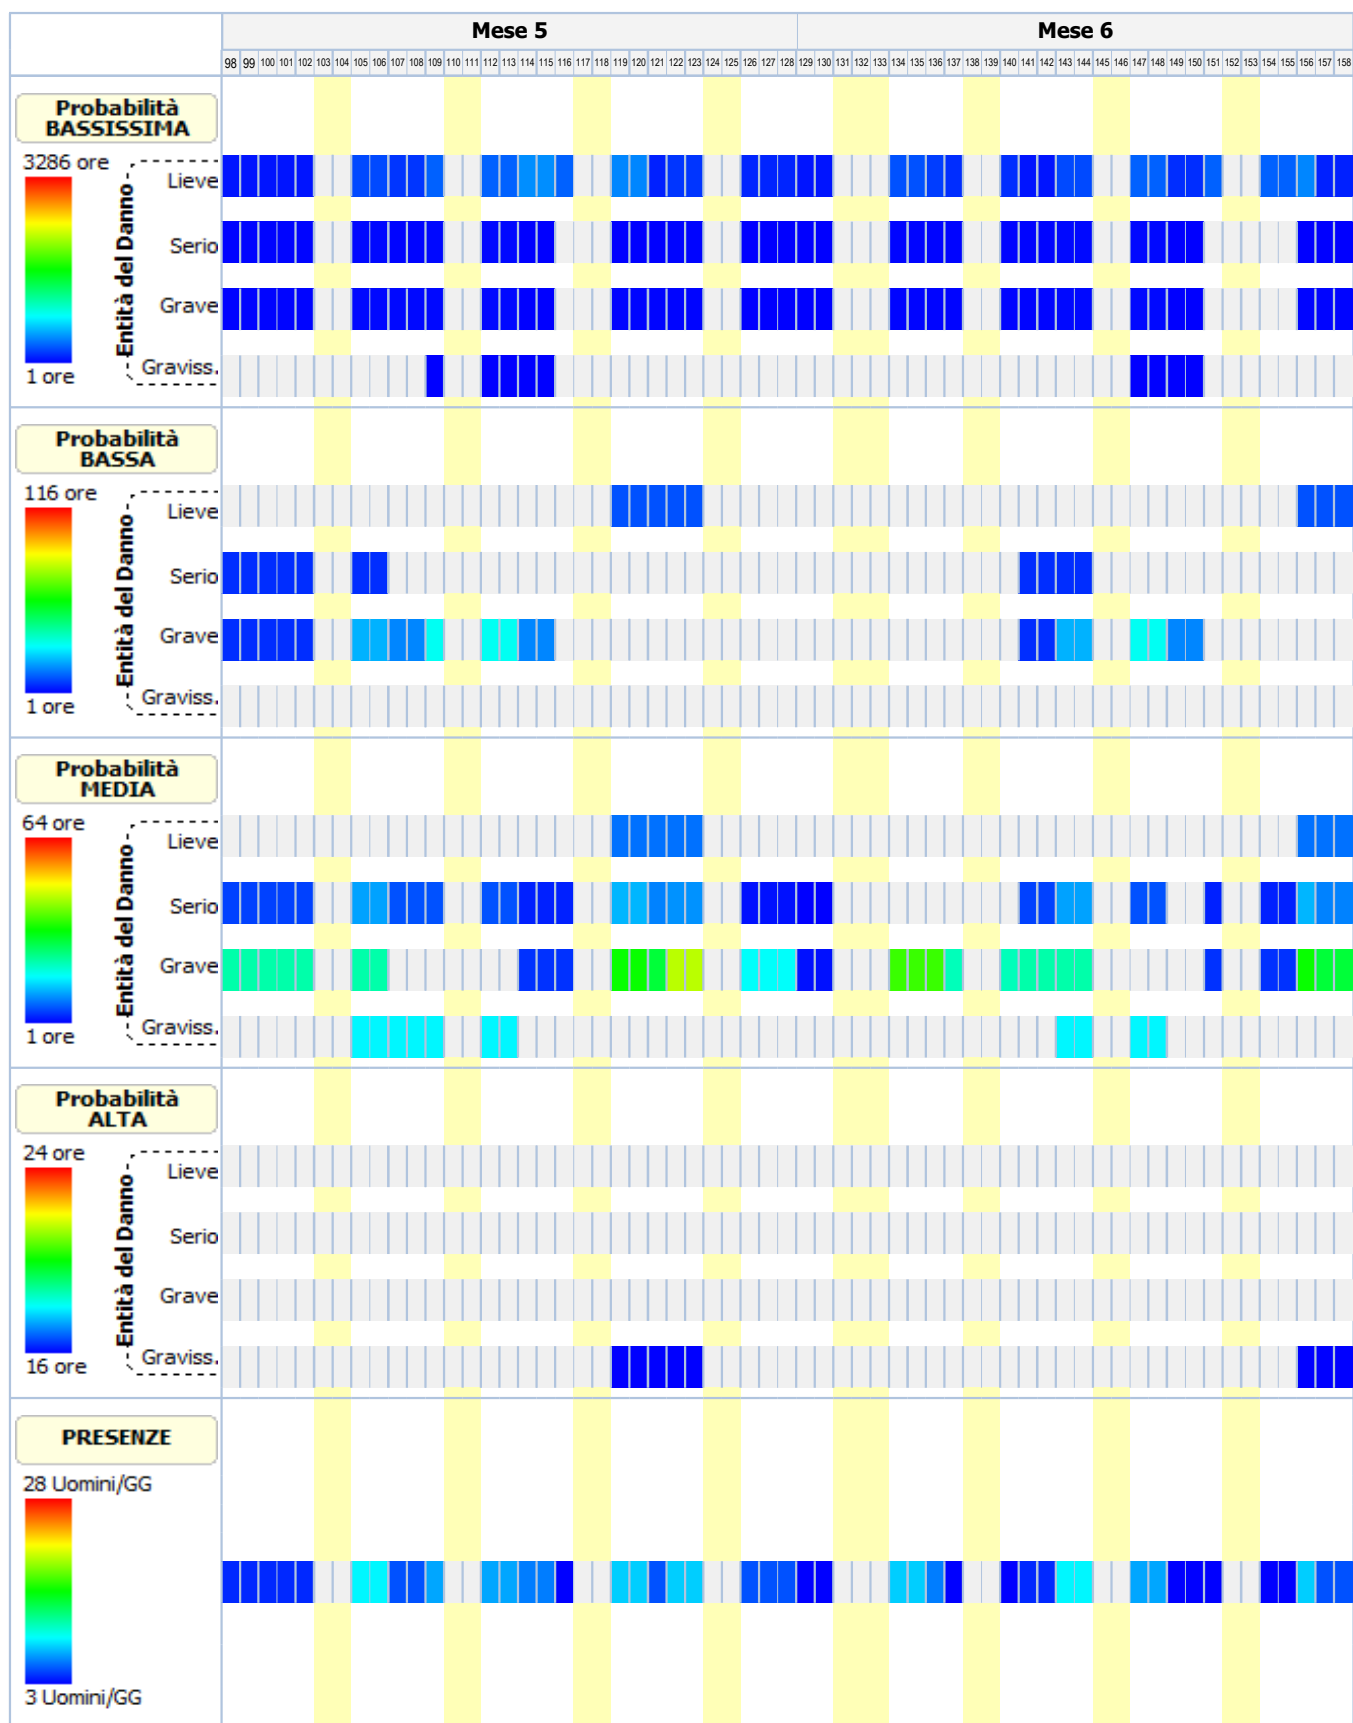 Mese 5 Mese 6
98 99 100 101 102 103 104 105 106 107 108 109 110 111 112 113 114 115 116 117 118 119 120 121 122 123 124 125 126 127 128 129 130 131 132 133 134 135 136 137 138 139 140 141 142 143 144 145 146 147 148 149 150 151 152 153 154 155 156 157 158
Probabilità
BASSISSIMA
3286 ore
1 ore
Entità del Danno
Lieve
Serio
Grave
Graviss.
Probabilità
BASSA
116 ore
1 ore
Entità del Danno
Lieve
Serio
Grave
Graviss.
Probabilità
MEDIA
64 ore
1 ore
Entità del Danno
Lieve
Serio
Grave
Graviss.
Probabilità
ALTA
24 ore
16 ore
Entità del Danno
Lieve
Serio
Grave
Graviss.
PRESENZE
28 Uomini/GG
3 Uomini/GG